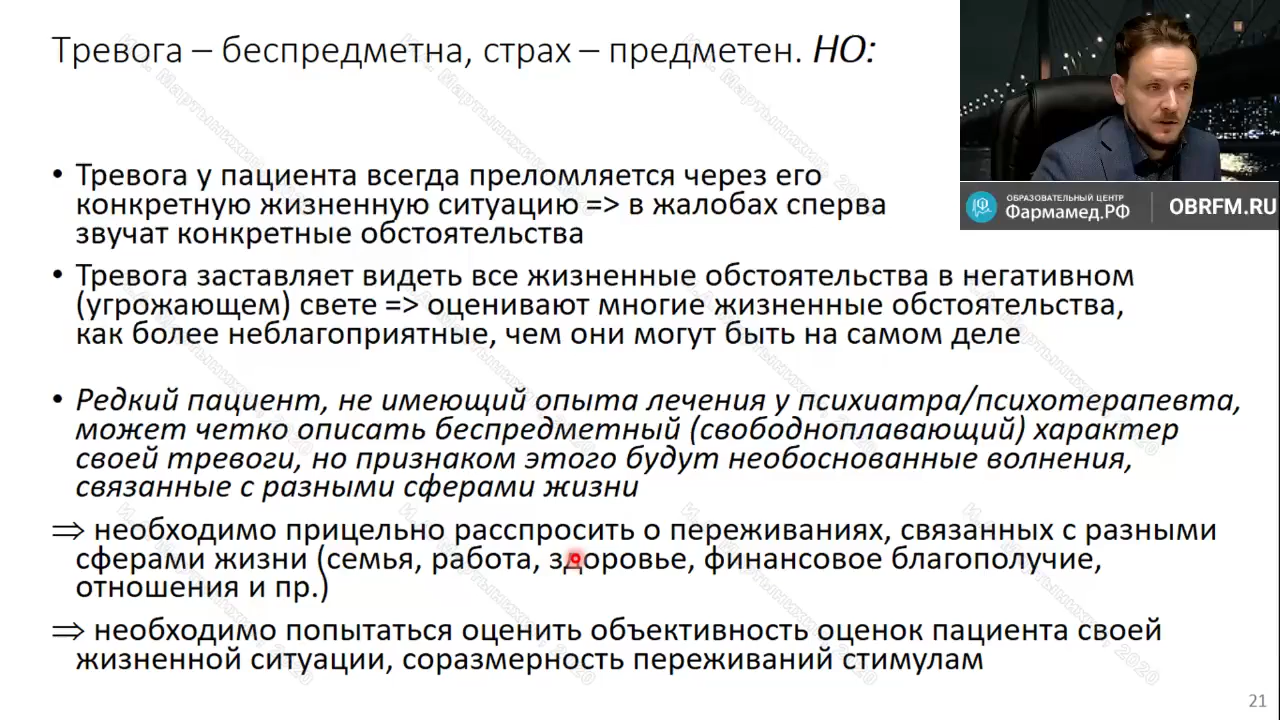 Тревога – беспредметна, страх – предметен. НО:
• Тревога у пациента всегда преломляется через его
конкретную жизненную ситуацию => в жалобах сперва
звучат конкретные обстоятельства
• Тревога заставляет видеть все жизненные обстоятельства в негативном
(угрожающем) свете => оценивают многие жизненные обстоятельства,
как более неблагоприятные, чем они могут быть на самом деле
• Редкий пациент, не имеющий опыта лечения у психиатра/психотерапевта,
может четко описать беспредметный (свободноплавающий) характер
своей тревоги, но признаком этого будут необоснованные волнения,
связанные с разными сферами жизни
⇒ необходимо прицельно расспросить о переживаниях, связанных с разными
сферами жизни (семья, работа, здоровье, финансовое благополучие,
отношения и пр.)
⇒ необходимо попытаться оценить объективность оценок пациента своей
жизненной ситуации, соразмерность переживаний стимулам
21
ОБРАЗОВАТЕЛЬНЫЙ ЦЕНТР
Фармамед.РФ
OBRFM.RU